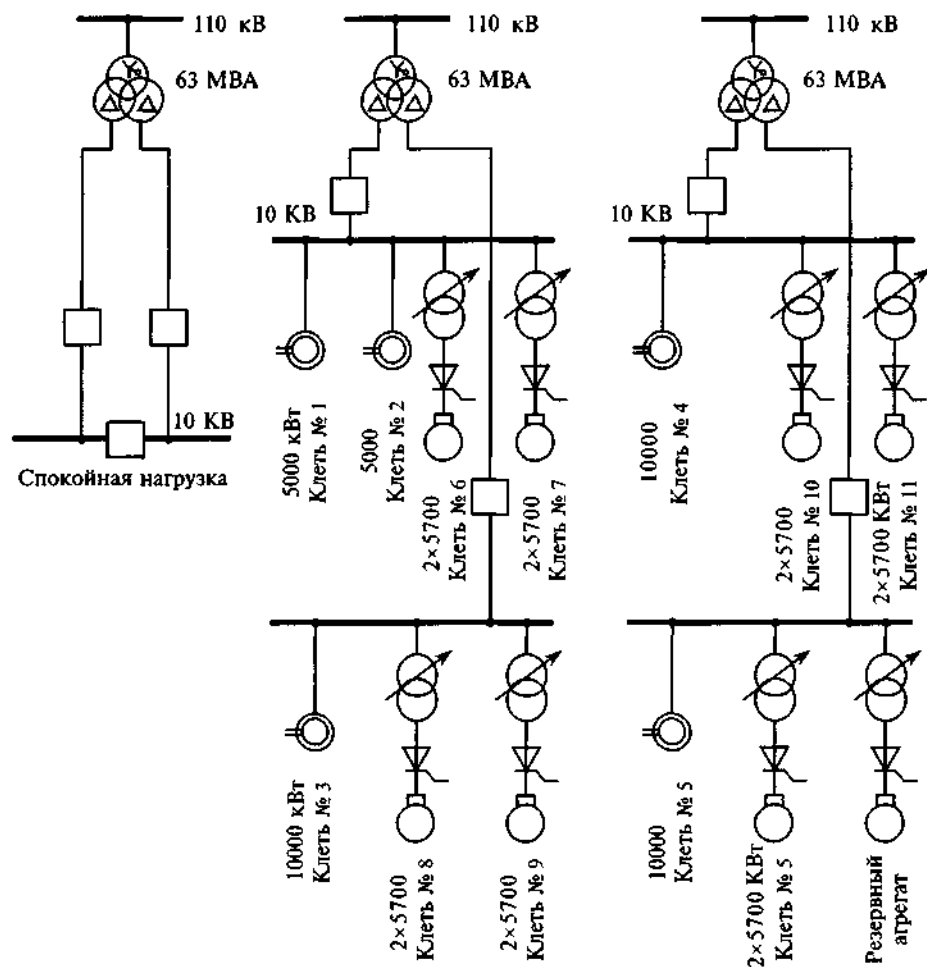 110 кВ
63 МВА
110 кВ
63 МВА
110 кВ
63 МВА
10 КВ
Спокойная нагрузка
10 КВ
5000 кВт
Клеть № 1
5000
Клеть № 2
2×5700
Клеть № 6
2×5700
Клеть № 7
10 КВ
10000
Клеть № 4
2×5700
Клеть № 10
2×5700 КВт
Клеть № 11
10000 кВт
Клеть № 3
2×5700
Клеть № 8
2×5700
Клеть № 9
10000
Клеть № 5
2×5700 КВт
Клеть № 5
Резервный
агрегат